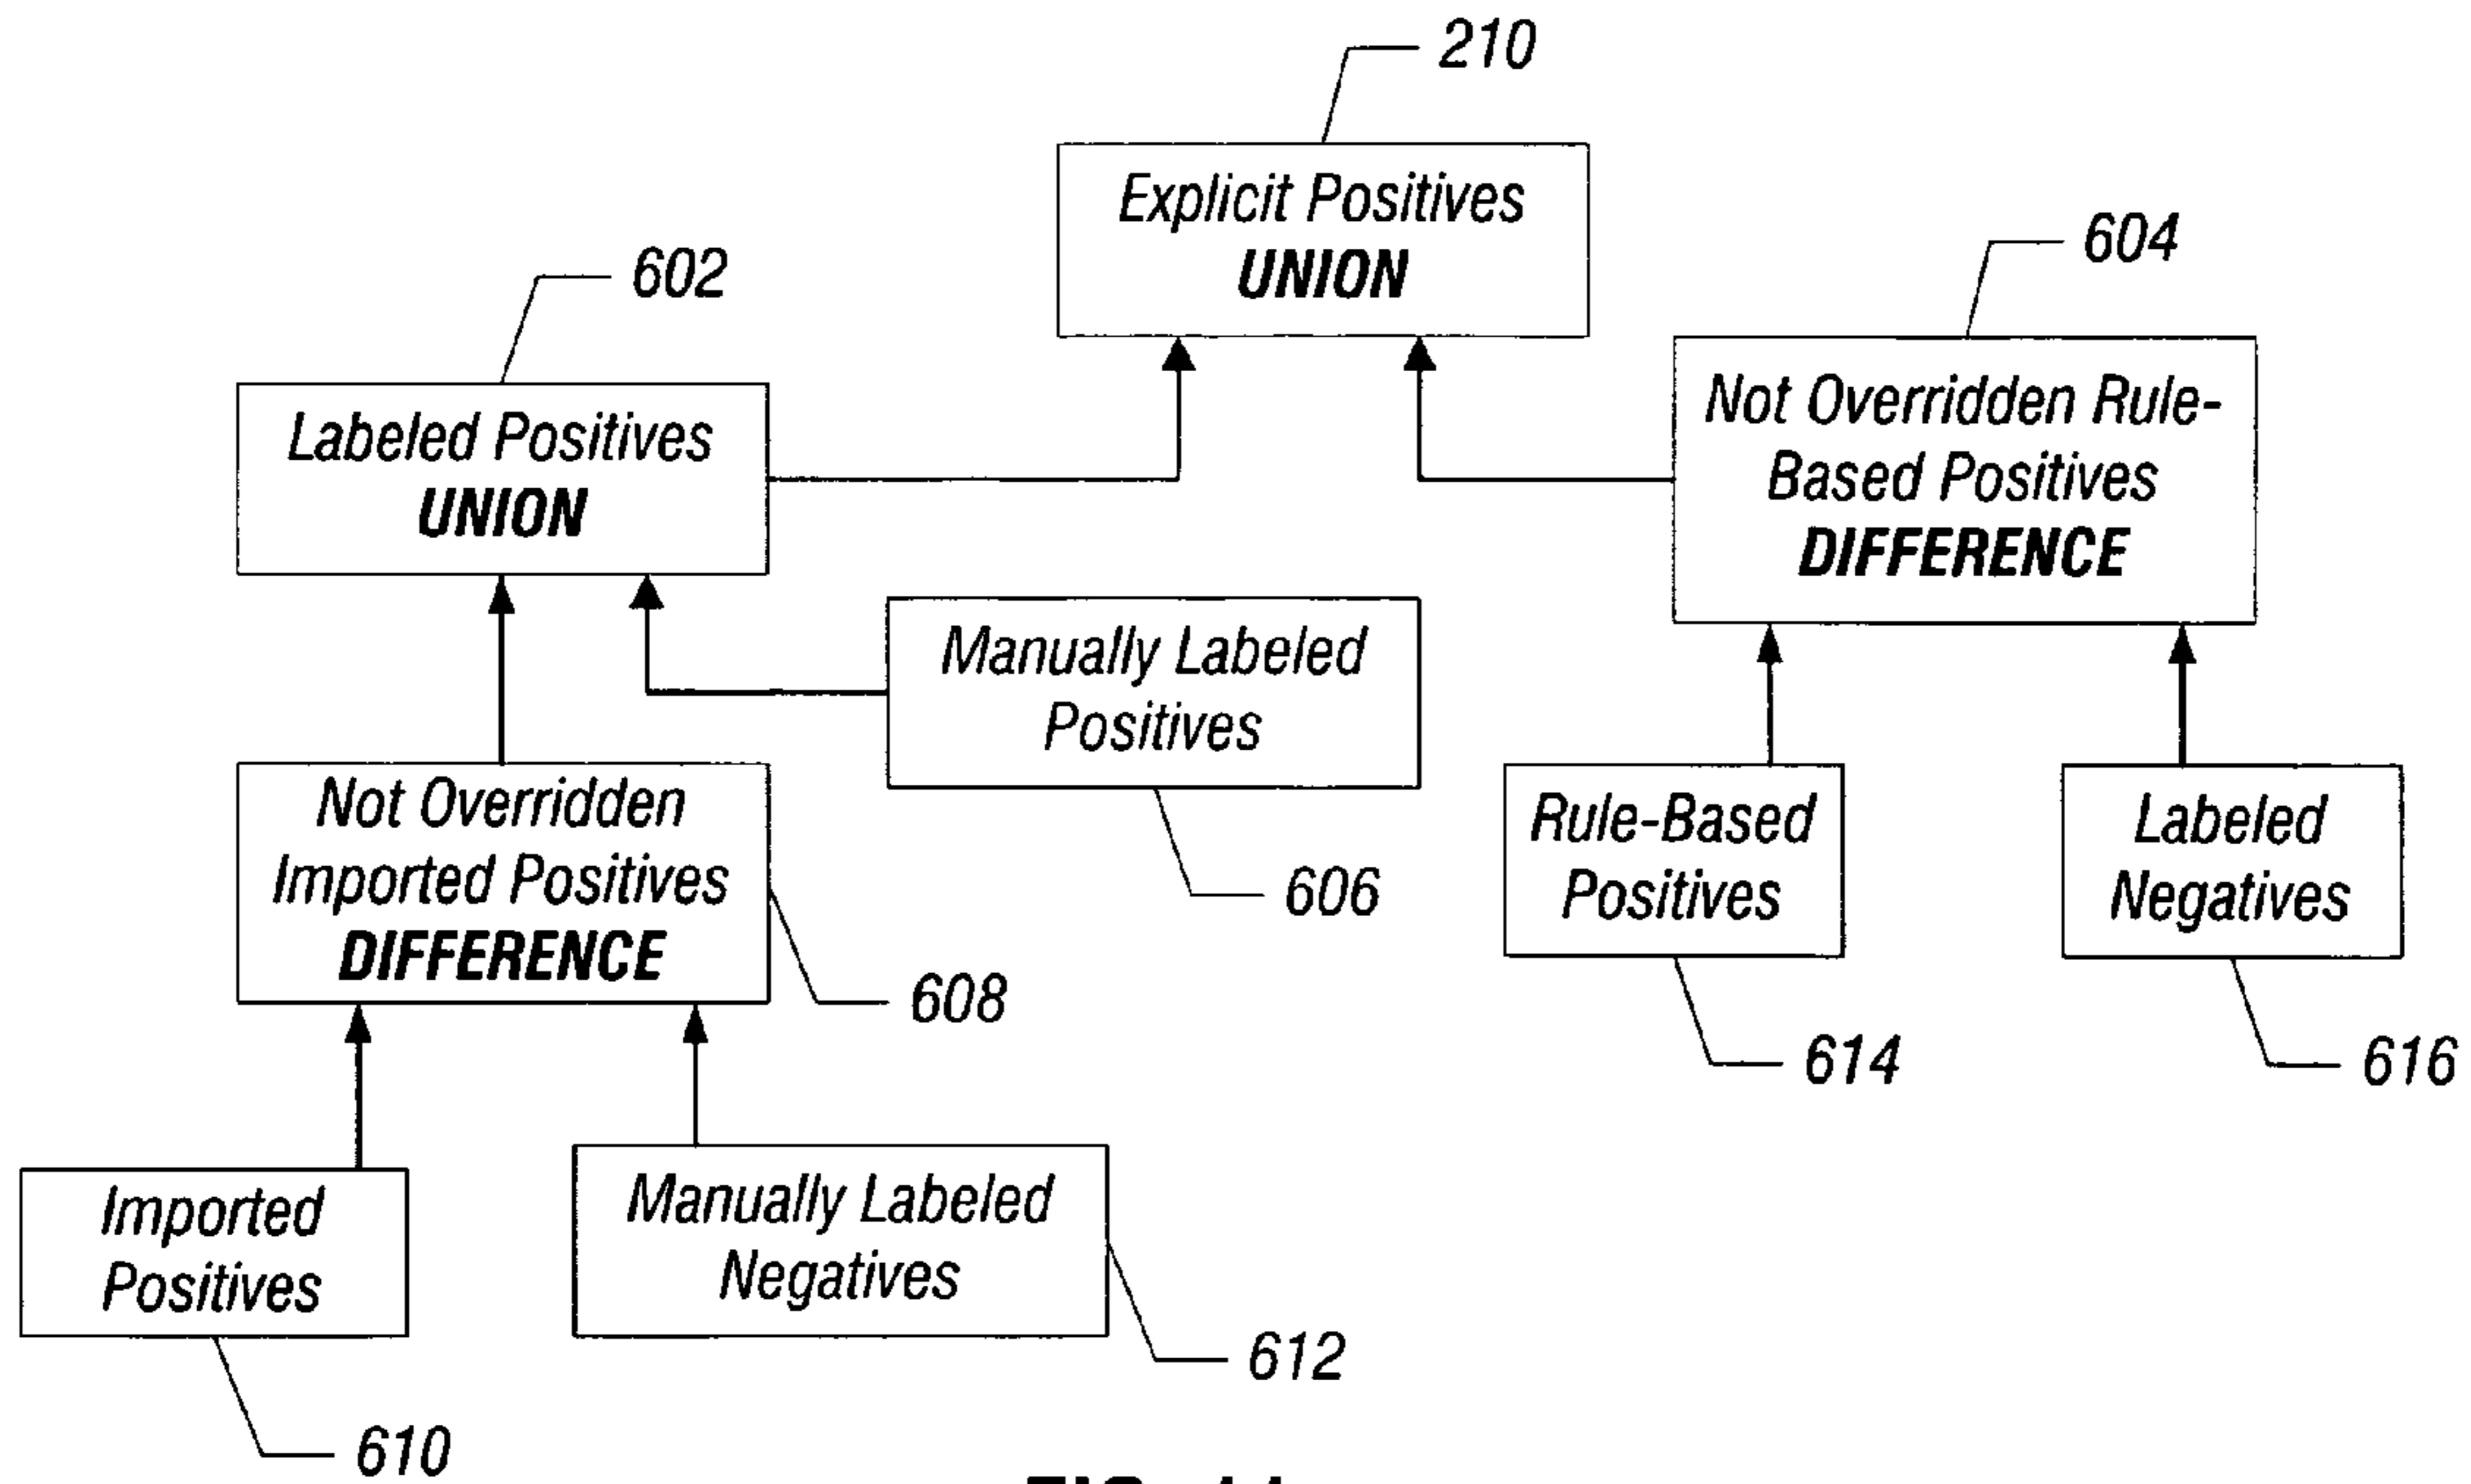 210
Explicit Positives
UNION
604
602
Labeled Positives
UNION
Not Overridden Rule-
Based Positives
DIFFERENCE
Manually Labeled
Positives
606
Not Overridden
Imported Positives
DIFFERENCE
608
Rule-Based
Positives
614
Labeled
Negatives
616
Imported
Positives
610
Manually Labeled
Negatives
612